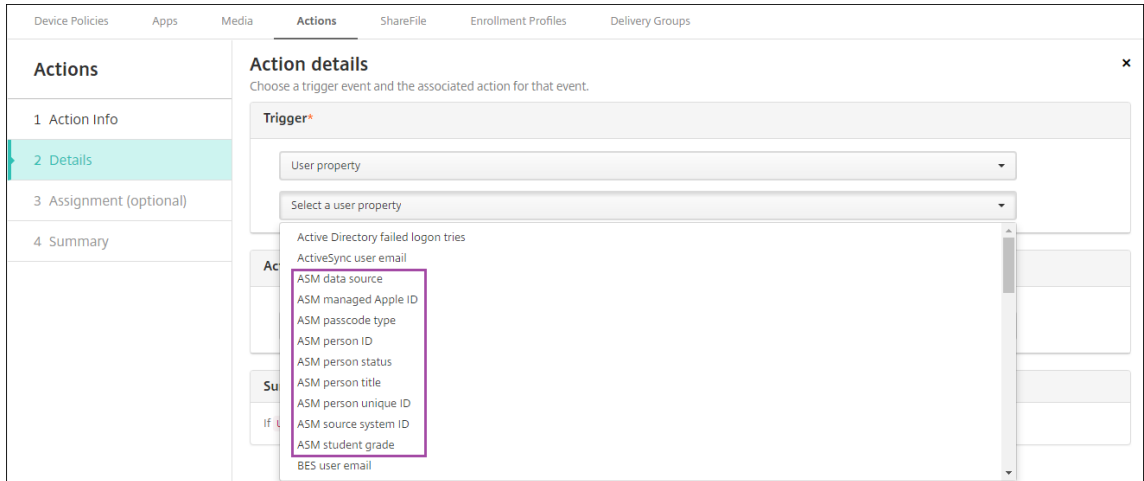 Device Policies Apps Media Actions ShareFile Enrollment Profiles Delivery Groups
Actions
1 Action Info
2 Details
3 Assignment (optional)
4 Summary
Action details
×
Choose a trigger event and the associated action for that event.
Trigger*
User property
Select a user property
Active Directory failed logon tries
ActiveSync user email
ASM data source
ASM managed Apple ID
ASM passcode type
ASM person ID
ASM person status
ASM person title
ASM person unique ID
ASM source system ID
ASM student grade
BES user email
If